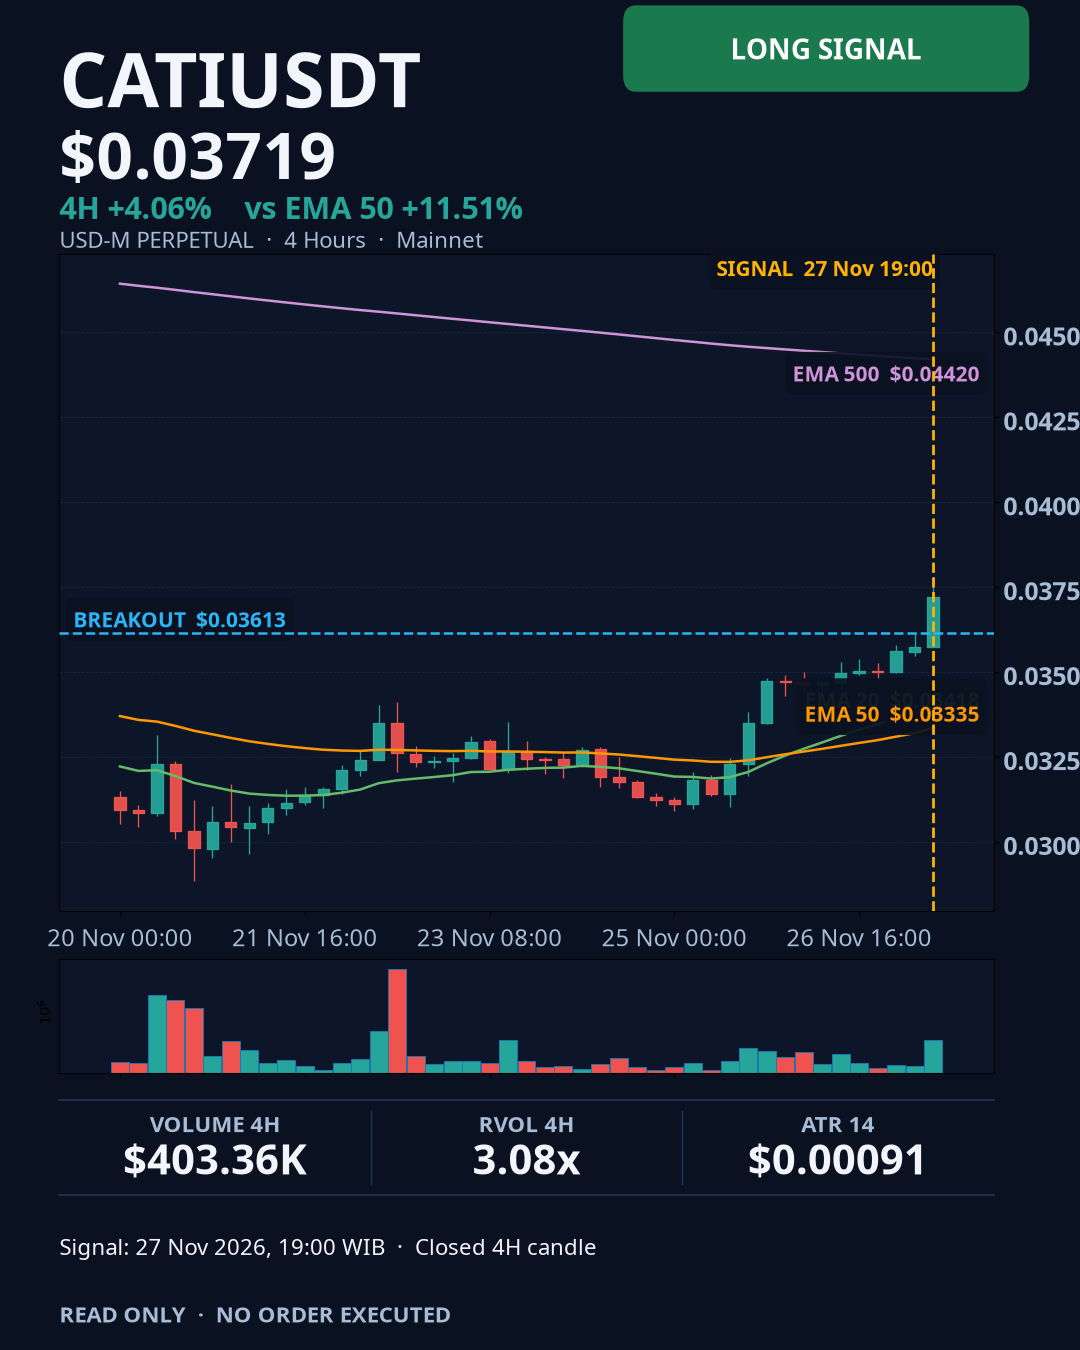 LONG SIGNAL
CATIUSDT
$0.03719
4H +4.06% vs EMA 50 +11.51%
USD-M PERPETUAL · 4 Hours · Mainnet
SIGNAL 27 Nov 19:00
0.0450
EMA 500 $0.04420
0.0425
0.0400
0.0375
BREAKOUT $0.03613
0.0350
EMA 20 $0.03418
EMA 50 $0.03335
0.0325
0.0300
20 Nov 00:00 21 Nov 16:00 23 Nov 08:00 25 Nov 00:00 26 Nov 16:00
10⁶
VOLUME 4H RVOL 4H ATR 14
$403.36K 3.08x $0.00091
Signal: 27 Nov 2026, 19:00 WIB · Closed 4H candle
READ ONLY · NO ORDER EXECUTED